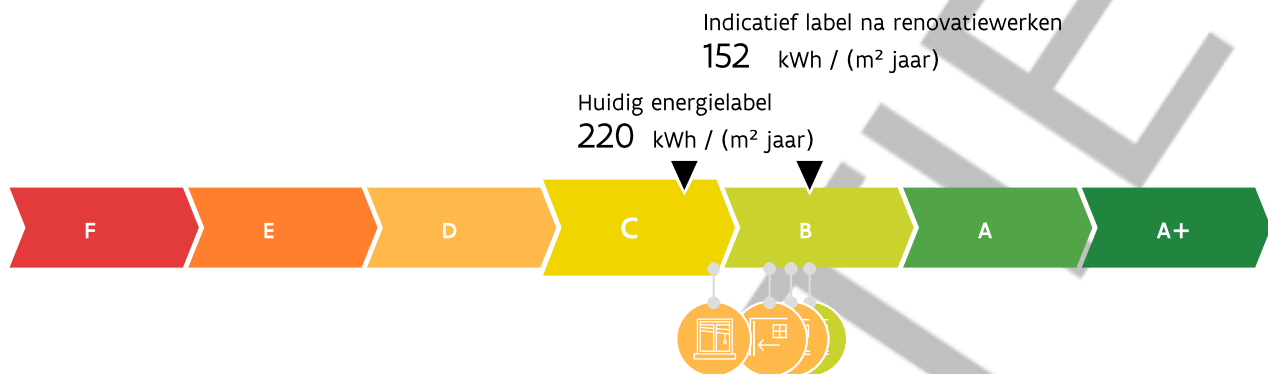 Indicatief label na renovatiewerken
152 kWh / (m² jaar)
Huidig energielabel
220 kWh / (m² jaar)
F E D C B A A+